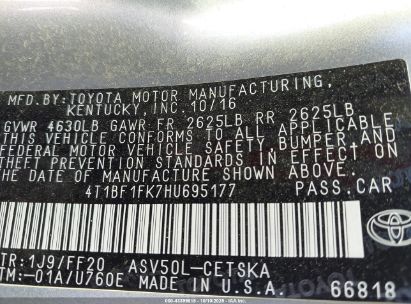 MFD.BY:TOYOTA MOTOR MANUFACTURING,
KENTUCKY, INC. 10/16
GVWR 4630LB GAWR FR 2625LB RR 2625LB
THIS VEHICLE CONFORMS TO ALL APPLICABLE
FEDERAL MOTOR VEHICLE SAFETY, BUMPER, AND
THEFT PREVENTION STANDARDS IN EFFECT ON
THE DATE OF MANUFACTURE SHOWN ABOVE.
4T1BF1FK7HU695177 PASS.CAR
TR:1J9/FF20 ASV50L-CETSKA
TM:-01A/U760E MADE IN U.S.A. 66818
TOYOTA